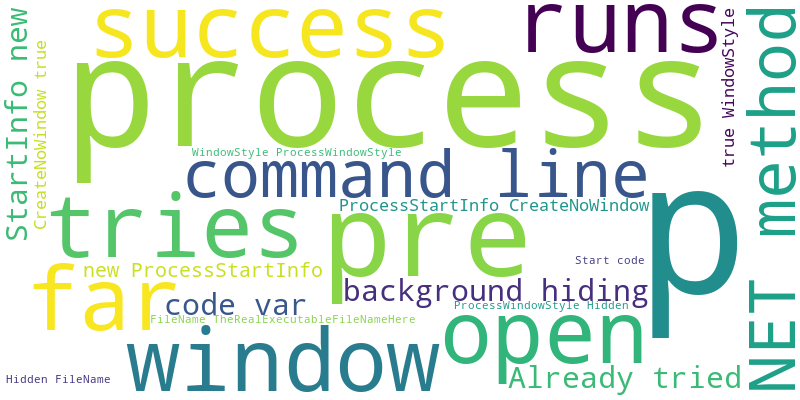 success
runs
process
StartInfo new
CreateNoWindow true
true WindowStyle
NET method
WindowStyle ProcessWindowStyle
command line
tries
ProcessStartInfo CreateNoWindow
pre
p
Start code
far
new ProcessStartInfo
background hiding
code var
ProcessWindowStyle Hidden
FileName TheRealExecutableFileNameHere
open
window
Already tried
Hidden FileName